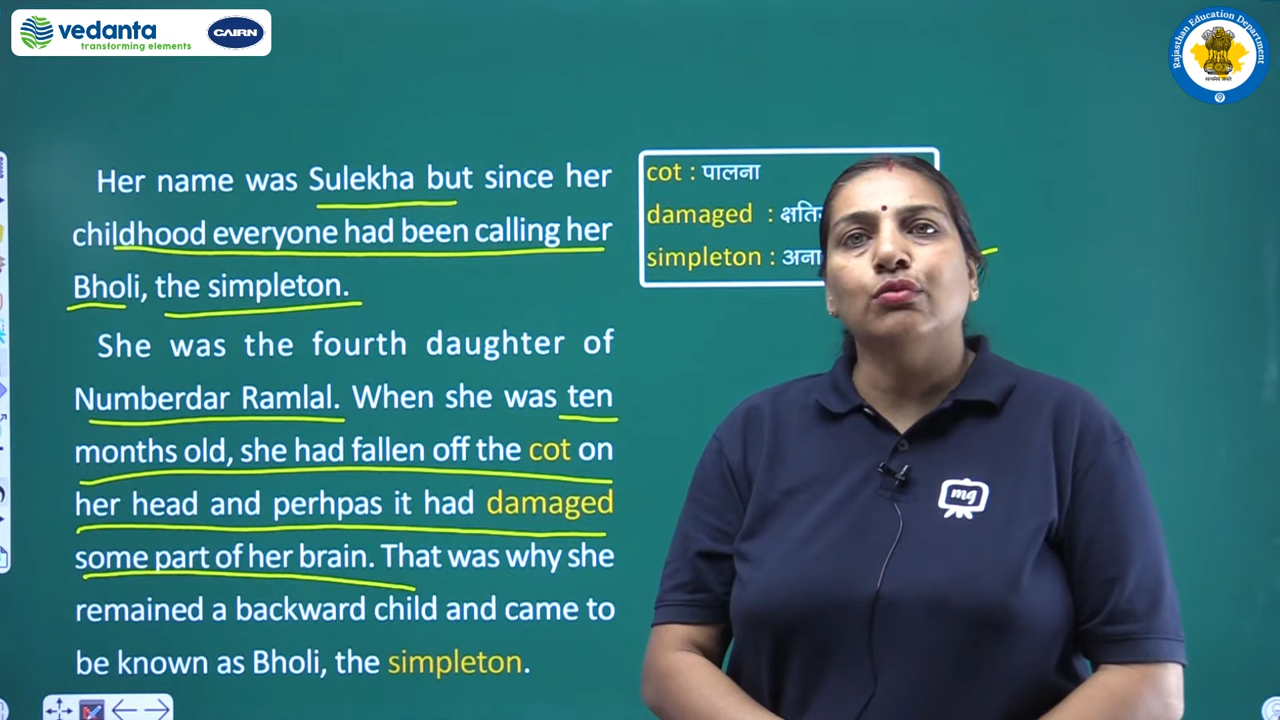 vedanta
transforming elements
CAIRN
Rajasthan Education Department
Her name was Sulekha but since her
childhood everyone had been calling her
Bholi, the simpleton.
She was the fourth daughter of
Numberdar Ramlal. When she was ten
months old, she had fallen off the cot on
her head and perhpas it had damaged
some part of her brain. That was why she
remained a backward child and came to
be known as Bholi, the simpleton.
cot : पालना
damaged :
simpleton :
mg